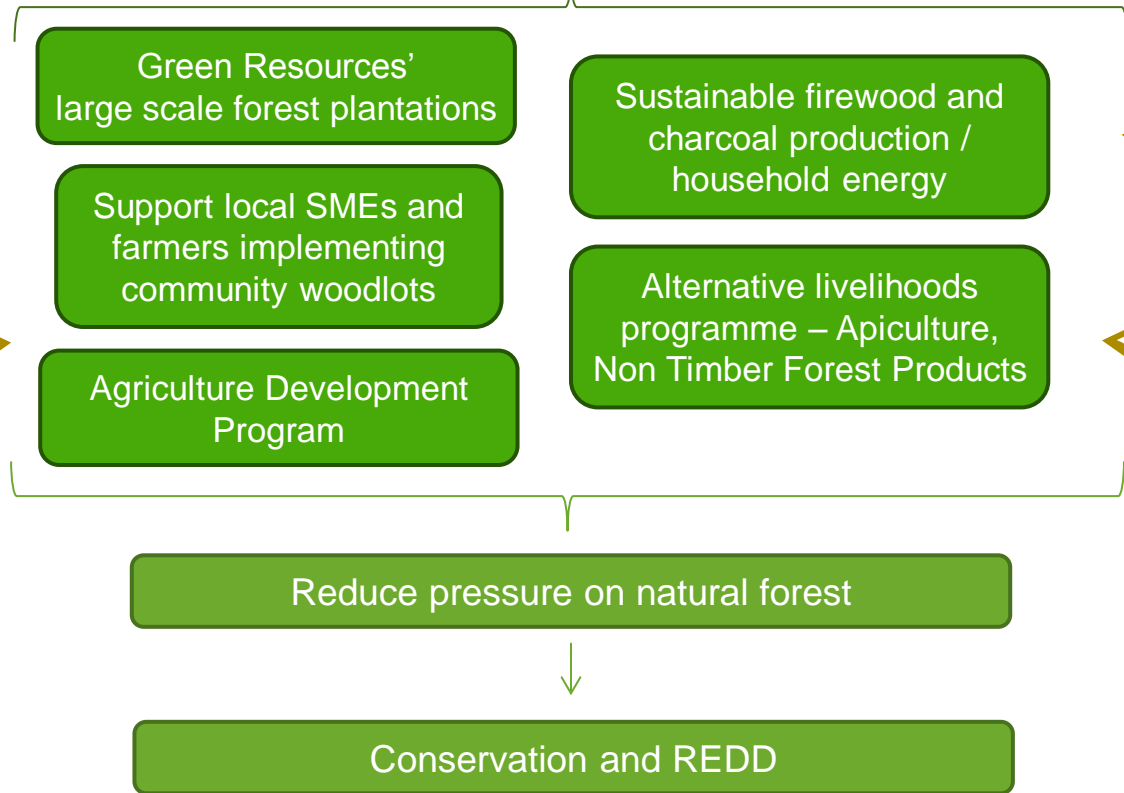 Green Resources’
large scale forest plantations
Support local SMEs and
farmers implementing
community woodlots
Agriculture Development
Program
Sustainable firewood and
charcoal production /
household energy
Alternative livelihoods
programme – Apiculture,
Non Timber Forest Products
Reduce pressure on natural forest
Conservation and REDD